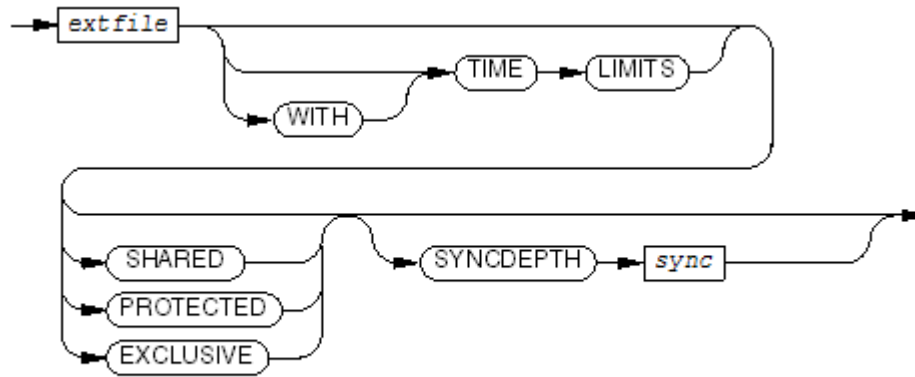 extfile
TIME LIMITS
WITH
SHARED SYNCDEPTH sync
PROTECTED
EXCLUSIVE